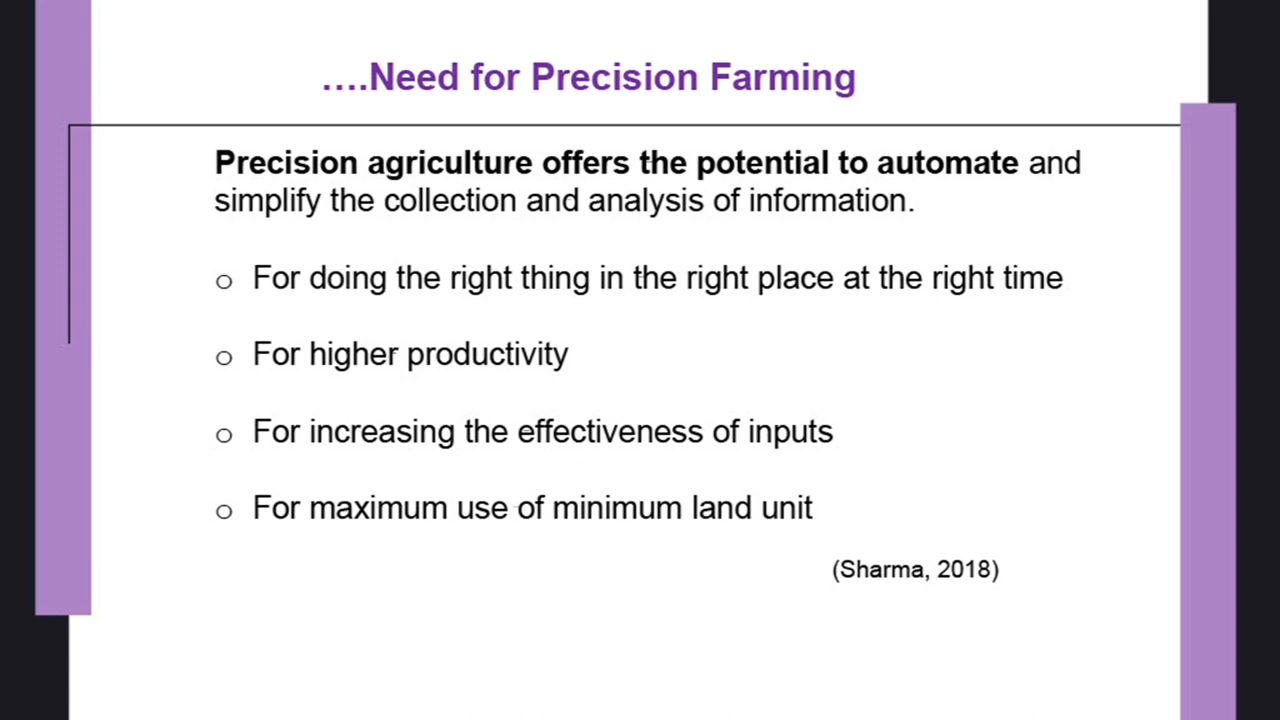 ….Need for Precision Farming
Precision agriculture offers the potential to automate and
simplify the collection and analysis of information.
o For doing the right thing in the right place at the right time
o For higher productivity
o For increasing the effectiveness of inputs
o For maximum use of minimum land unit
(Sharma, 2018)